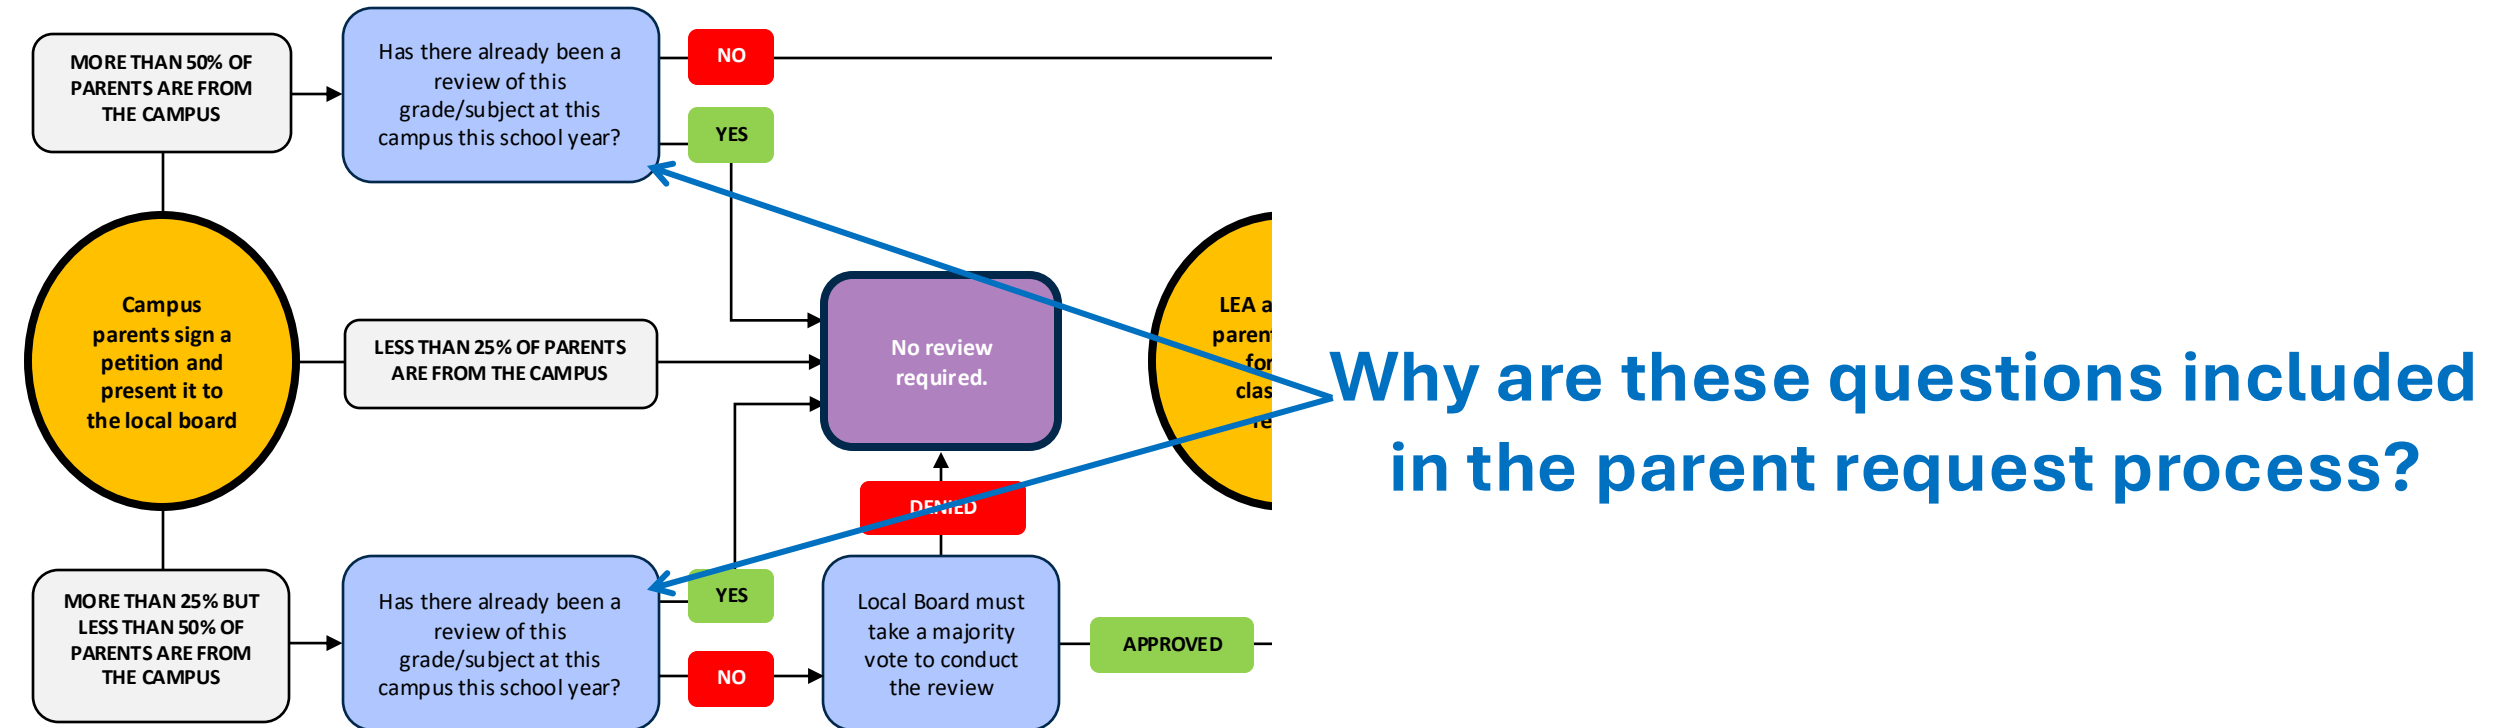 MORE THAN 50% OF
PARENTS ARE FROM
THE CAMPUS
Has there already been a
review of this
grade/subject at this
campus this school year?
NO
YES
Campus
parents sign a
petition and
present it to
the local board
LESS THAN 25% OF PARENTS
ARE FROM THE CAMPUS
No review
required.
LEA a
paren
for
clas
re
Why are these questions included
in the parent request process?
DENIED
MORE THAN 25% BUT
LESS THAN 50% OF
PARENTS ARE FROM
THE CAMPUS
Has there already been a
review of this
grade/subject at this
campus this school year?
YES
NO
Local Board must
take a majority
vote to conduct
the review
APPROVED